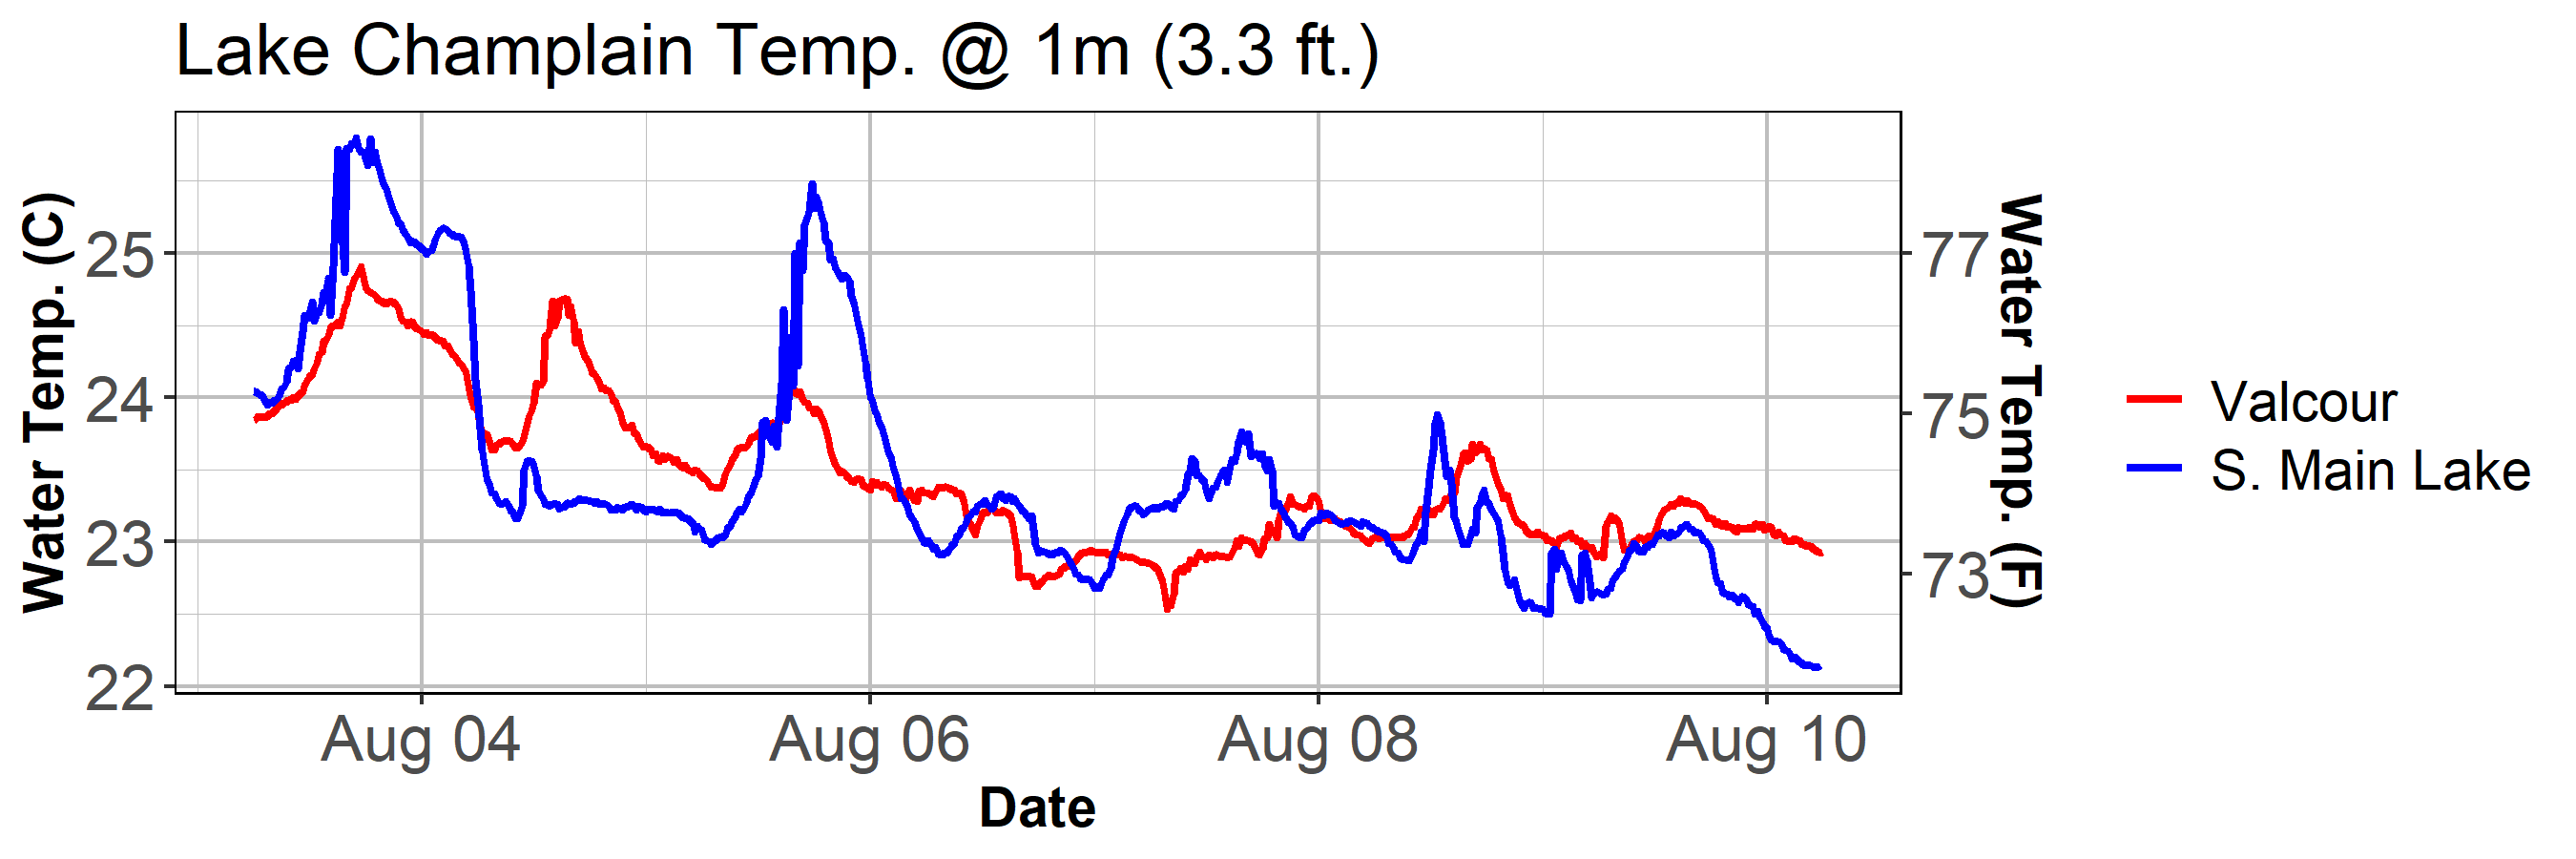 Lake Champlain Temp. @ 1m (3.3 ft.)
Water Temp. (C)
25
24
23
22
77
75
73
Water Temp. (F)
Aug 04
Aug 06
Aug 08
Aug 10
Date
Valcour
S. Main Lake